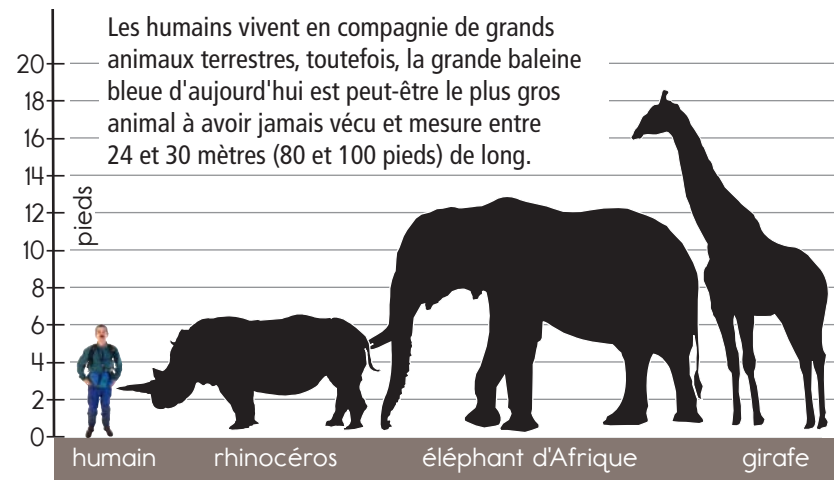 Les humains vivent en compagnie de grands
animaux terrestres, toutefois, la grande baleine
bleue d'aujourd'hui est peut-être le plus gros
animal à avoir jamais vécu et mesure entre
24 et 30 mètres (80 et 100 pieds) de long.
20
18
16
14
12
10
8
6
4
2
0
pieds
humain rhinocéros éléphant d'Afrique girafe